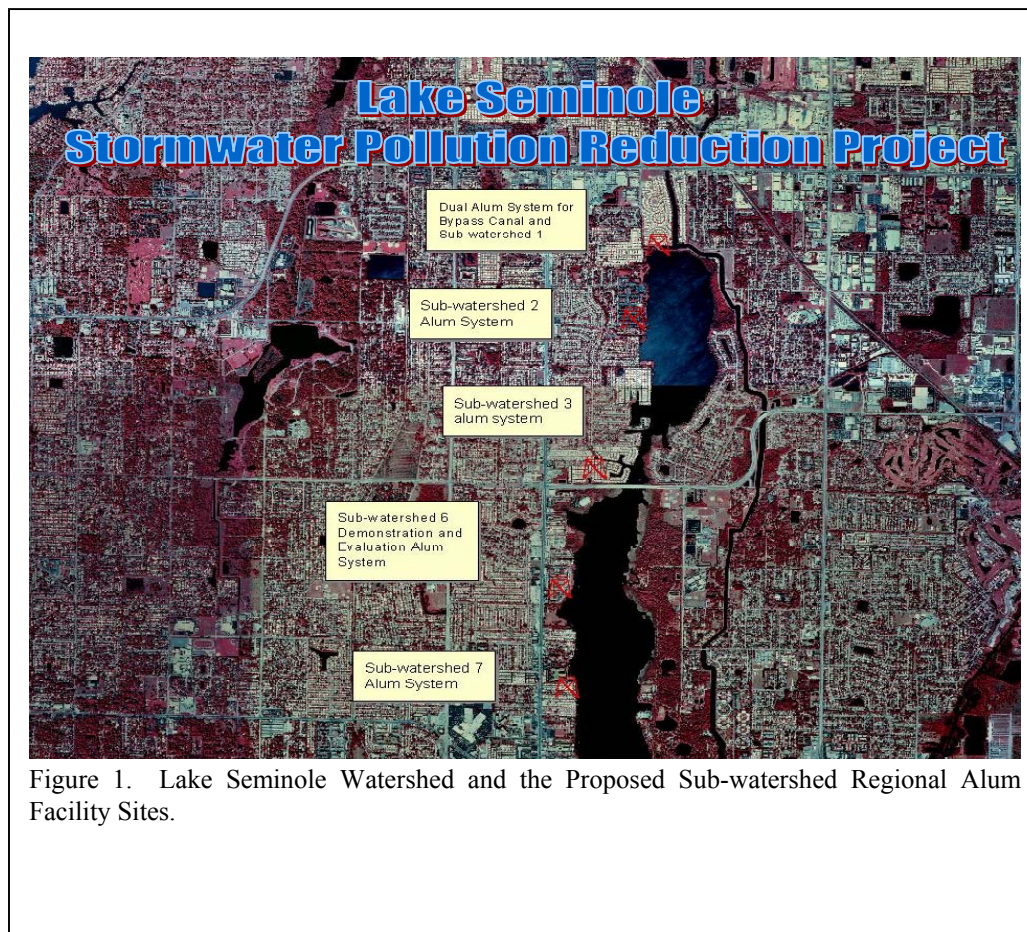 Lake Seminole
Stormwater Pollution Reduction Project
Dual Alum System for
Bypass Canal and
Sub-watershed 1
Sub-watershed 2
Alum System
Sub-watershed 3
alum system
Sub-watershed 6
Demonstration and
Evaluation Alum
System
Sub-watershed 7
Alum System
Figure 1. Lake Seminole Watershed and the Proposed Sub-watershed Regional Alum
Facility Sites.